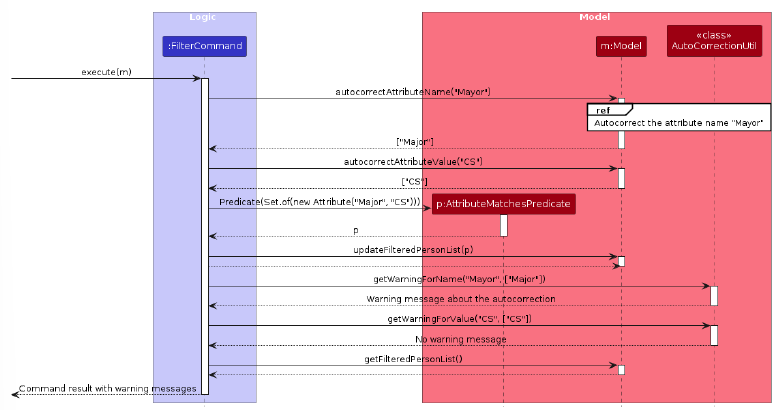 Logic
Model
:FilterCommand
m:Model
«class»
AutoCorrectionUtil
execute(m)
autocorrectAttributeName("Mayor")
ref
Autocorrect the attribute name "Mayor"
["Major"]
autocorrectAttributeValue("CS")
["CS"]
Predicate(Set.of(new Attribute("Major", "CS")))
p:AttributeMatchesPredicate
p
updateFilteredPersonList(p)
getWarningForName("Mayor", ["Major"])
Warning message about the autocorrection
getWarningForValue("CS", ["CS"])
No warning message
getFilteredPersonList()
Command result with warning messages